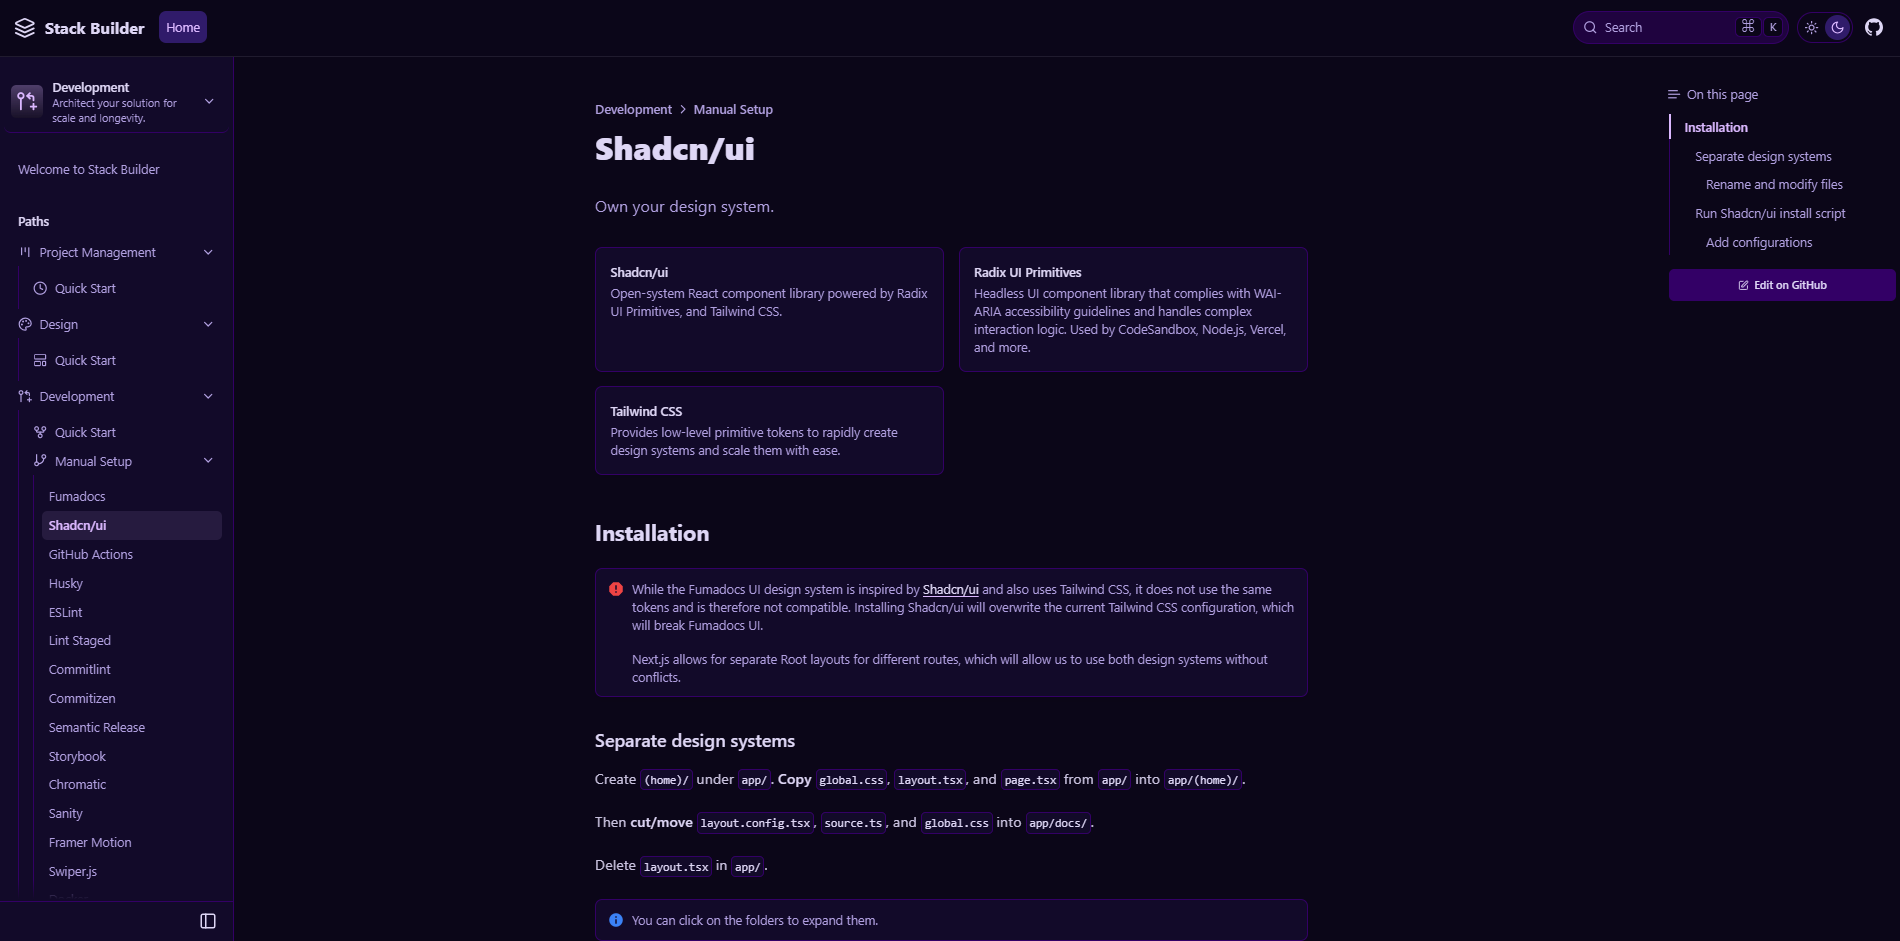 Stack Builder
Home
Search
⌘ K
Development
Architect your solution for
scale and longevity.
Welcome to Stack Builder
Paths
Project Management
Quick Start
Design
Quick Start
Development
Quick Start
Manual Setup
Fumadocs
Shadcn/ui
GitHub Actions
Husky
ESLint
Lint Staged
Commitlint
Commitizen
Semantic Release
Storybook
Chromatic
Sanity
Framer Motion
Swiper.js
Development > Manual Setup
Shadcn/ui
Own your design system.
Shadcn/ui
Open-system React component library powered by Radix
UI Primitives, and Tailwind CSS.
Radix UI Primitives
Headless UI component library that complies with WAI-
ARIA accessibility guidelines and handles complex
interaction logic. Used by CodeSandbox, Node.js, Vercel,
and more.
Tailwind CSS
Provides low-level primitive tokens to rapidly create
design systems and scale them with ease.
Installation
While the Fumadocs UI design system is inspired by Shadcn/ui and also uses Tailwind CSS, it does not use the same
tokens and is therefore not compatible. Installing Shadcn/ui will overwrite the current Tailwind CSS configuration, which
will break Fumadocs UI.
Next.js allows for separate Root layouts for different routes, which will allow us to use both design systems without
conflicts.
Separate design systems
Create (home)/ under app/. Copy global.css, layout.tsx, and page.tsx from app/ into app/(home)/.
Then cut/move layout.config.tsx, source.ts, and global.css into app/docs/.
Delete layout.tsx in app/.
You can click on the folders to expand them.
On this page
Installation
Separate design systems
Rename and modify files
Run Shadcn/ui install script
Add configurations
Edit on GitHub